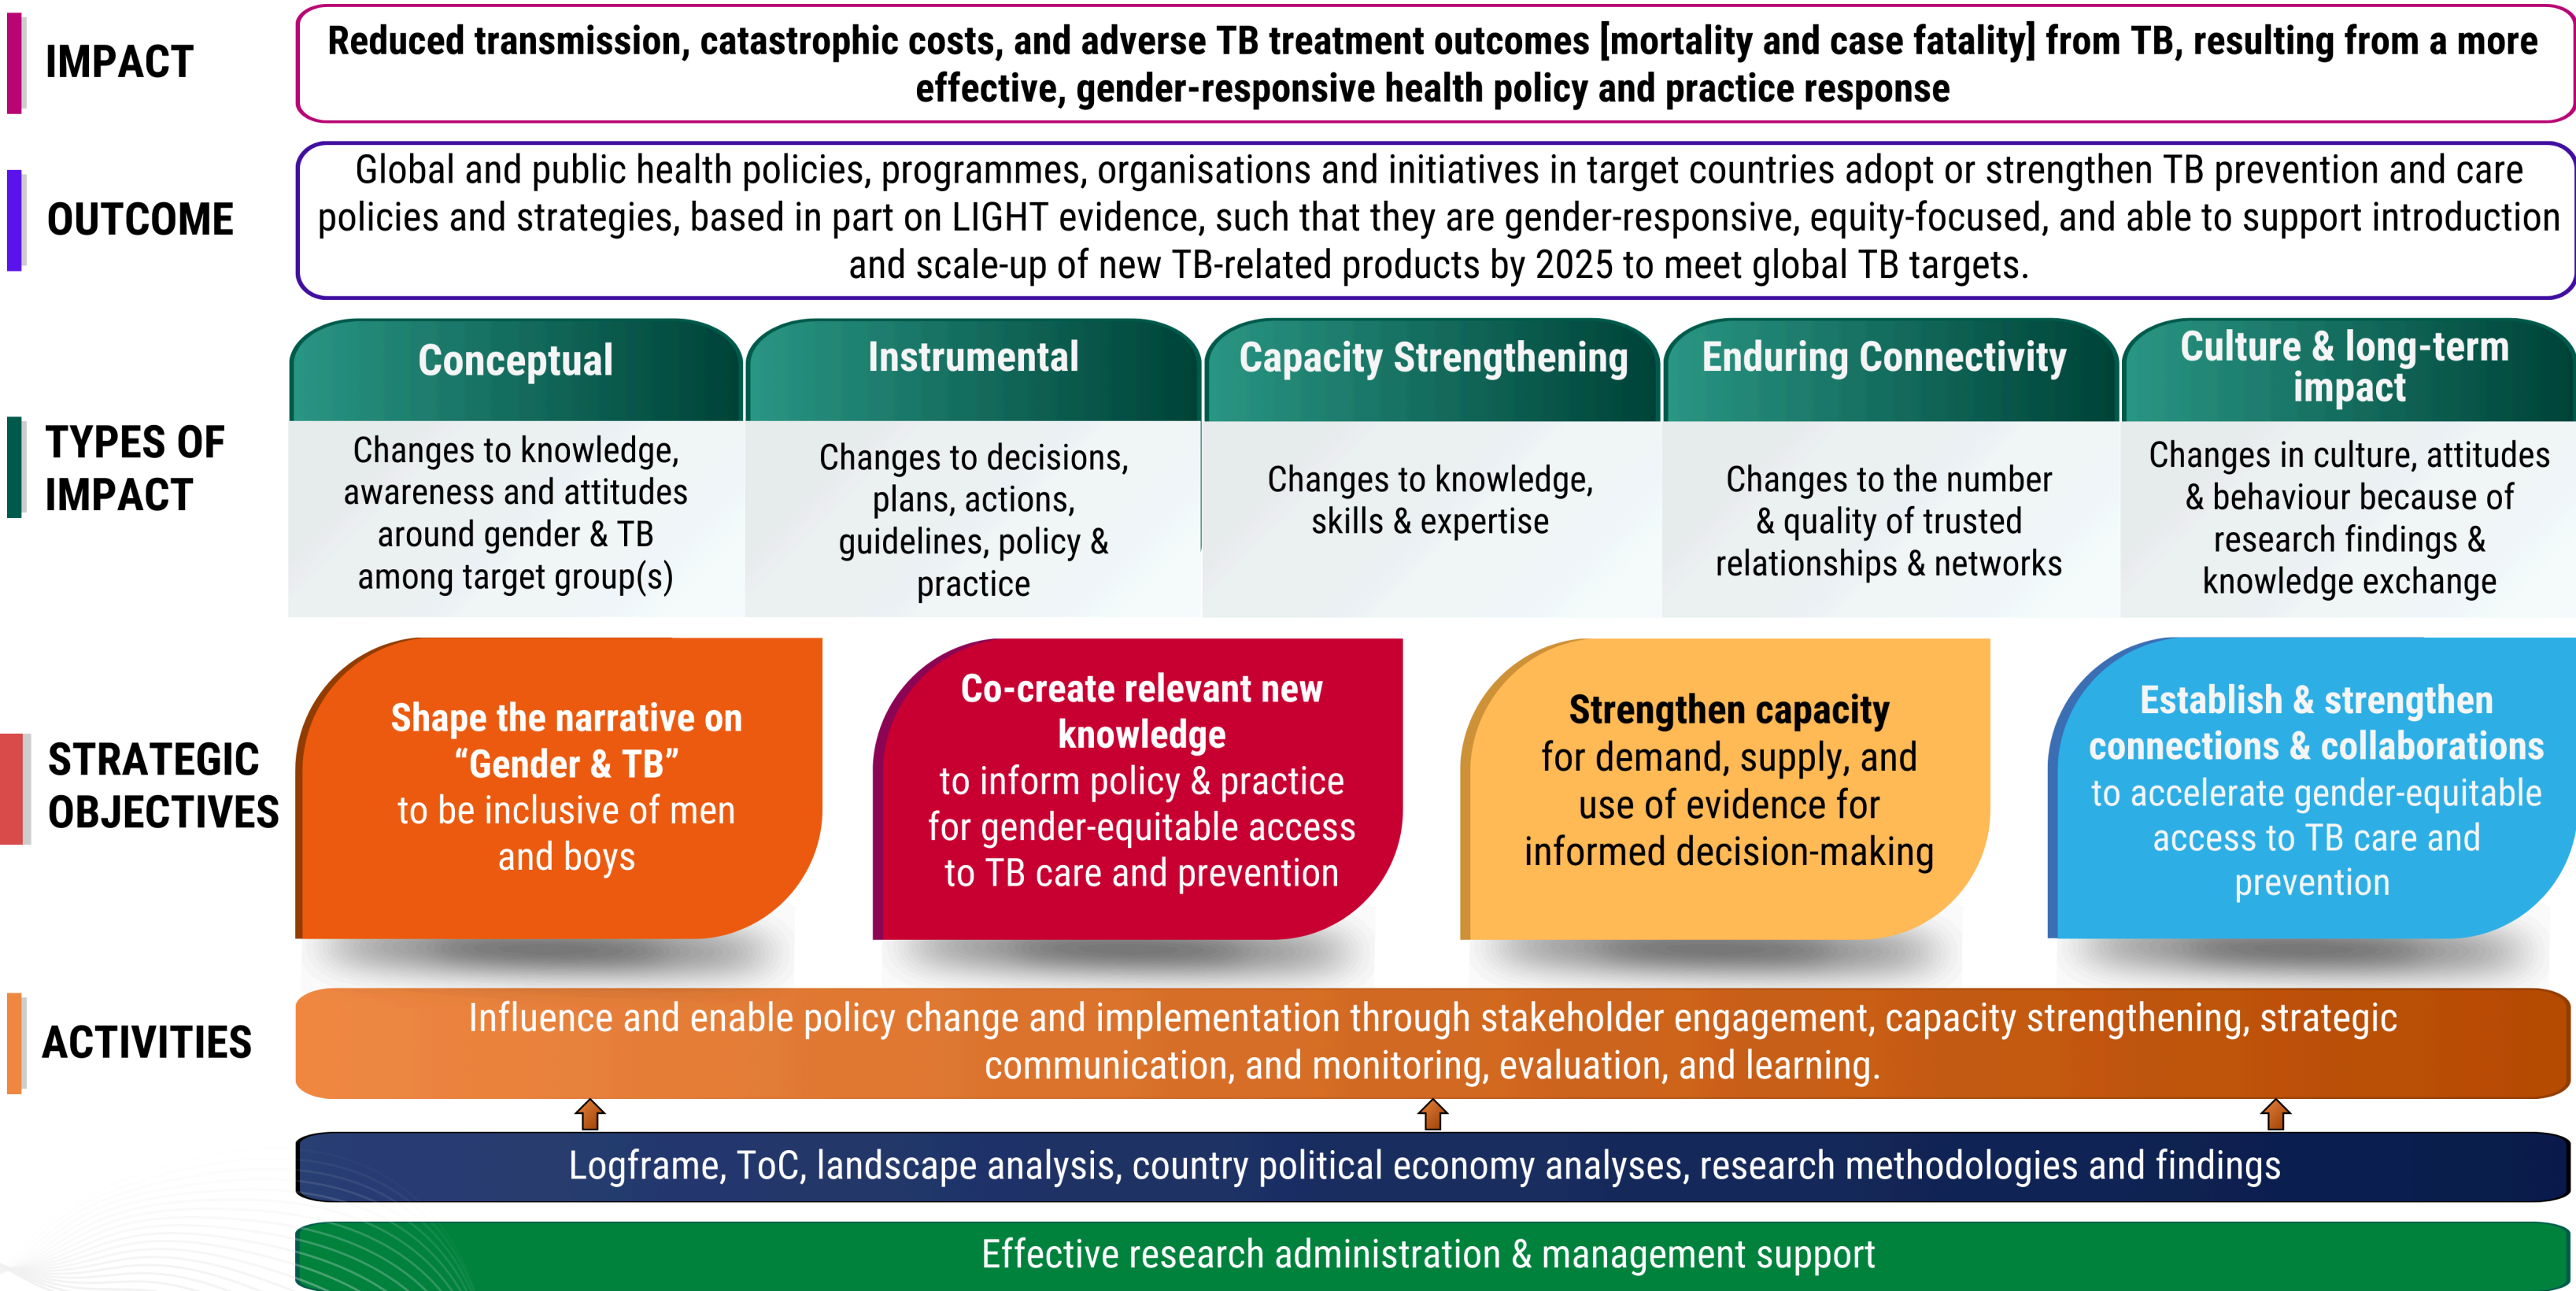 IMPACT
Reduced transmission, catastrophic costs, and adverse TB treatment outcomes [mortality and case fatality] from TB, resulting from a more
effective, gender-responsive health policy and practice response
OUTCOME
Global and public health policies, programmes, organisations and initiatives in target countries adopt or strengthen TB prevention and care
policies and strategies, based in part on LIGHT evidence, such that they are gender-responsive, equity-focused, and able to support introduction
and scale-up of new TB-related products by 2025 to meet global TB targets.
TYPES OF
IMPACT
Conceptual
Changes to knowledge,
awareness and attitudes
around gender & TB
among target group(s)
Instrumental
Changes to decisions,
plans, actions,
guidelines, policy &
practice
Capacity Strengthening
Changes to knowledge,
skills & expertise
Enduring Connectivity
Changes to the number
& quality of trusted
relationships & networks
Culture & long-term
impact
Changes in culture, attitudes
& behaviour because of
research findings &
knowledge exchange
STRATEGIC
OBJECTIVES
Shape the narrative on
“Gender & TB”
to be inclusive of men
and boys
Co-create relevant new
knowledge
to inform policy & practice
for gender-equitable access
to TB care and prevention
Strengthen capacity
for demand, supply, and
use of evidence for
informed decision-making
Establish & strengthen
connections & collaborations
to accelerate gender-equitable
access to TB care and
prevention
ACTIVITIES
Influence and enable policy change and implementation through stakeholder engagement, capacity strengthening, strategic
communication, and monitoring, evaluation, and learning.
Logframe, ToC, landscape analysis, country political economy analyses, research methodologies and findings
Effective research administration & management support